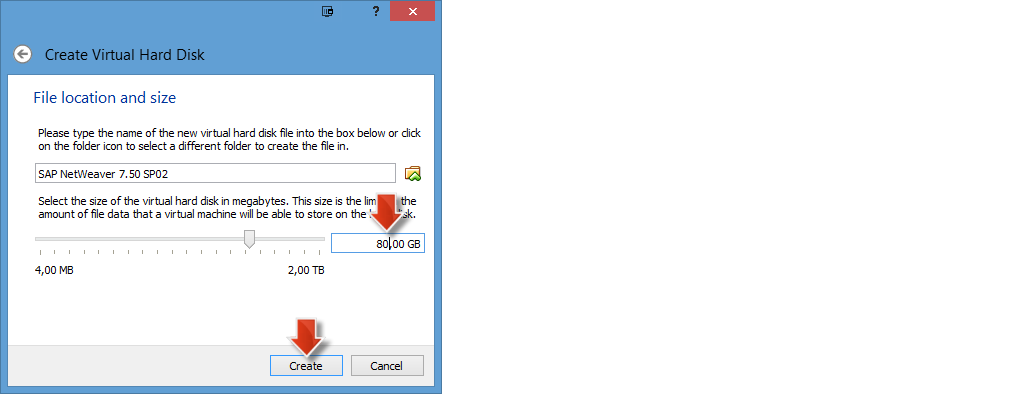 ?
Create Virtual Hard Disk
File location and size
Please type the name of the new virtual hard disk file into the box below or click
on the folder icon to select a different folder to create the file in.
SAP NetWeaver 7.50 SP02
Select the size of the virtual hard disk in megabytes. This size is the the
amount of file data that a virtual machine will be able to store on the
80,00 GB
4,00 MB 2,00 TB
Create Cancel